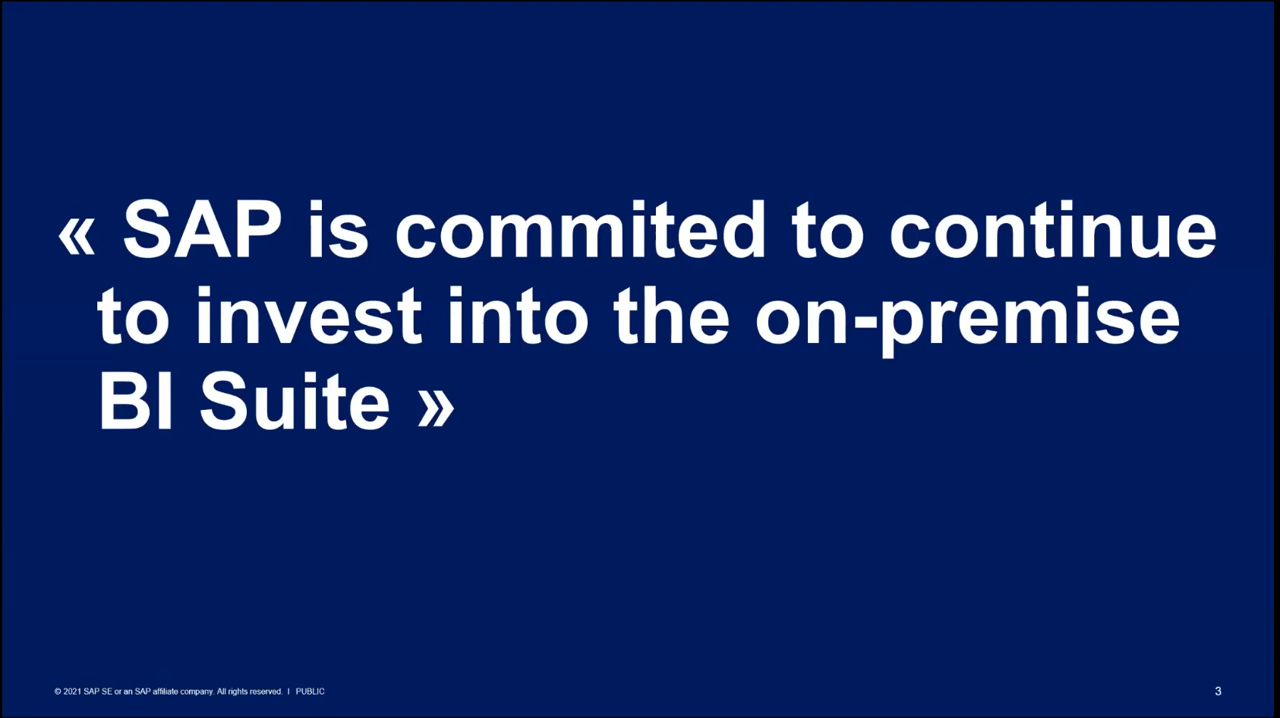 « SAP is commited to continue
to invest into the on-premise
BI Suite »
© 2021 SAP SE or an SAP affiliate company. All rights reserved. I PUBLIC
3